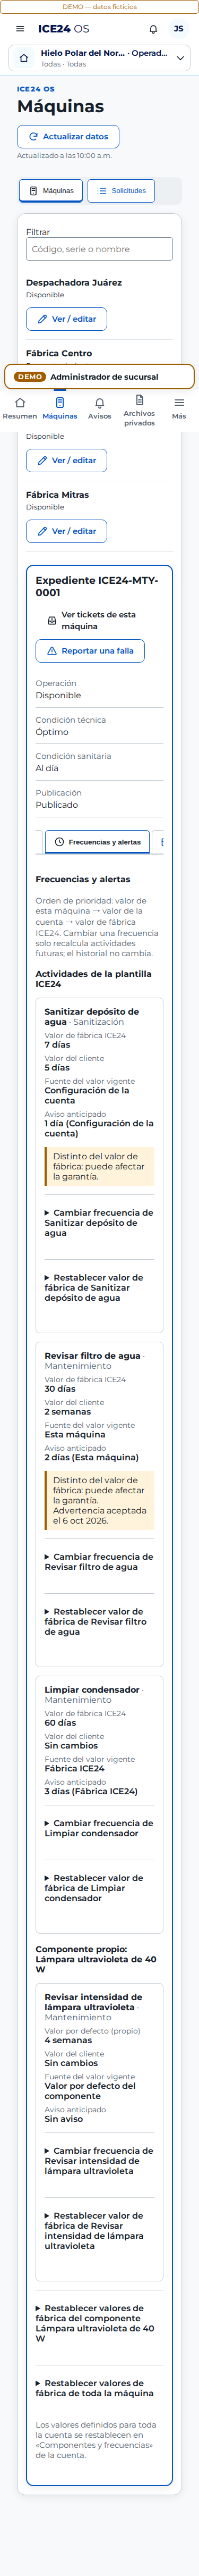 DEMO — datos ficticios
ICE24 OS
JS
Hielo Polar del Nor... · Operad...
Todas · Todas
ICE24 OS
Máquinas
Actualizar datos
Actualizado a las 10:00 a.m.
Máquinas
Solicitudes
Filtrar
Código, serie o nombre
Despachadora Juárez
Disponible
Ver / editar
Fábrica Centro
DEMO Administrador de sucursal
Resumen
Máquinas
Avisos
Archivos
privados
Más
Disponible
Ver / editar
Fábrica Mitras
Disponible
Ver / editar
Expediente ICE24-MTY-
0001
Ver tickets de esta
máquina
Reportar una falla
Operación
Disponible
Condición técnica
Óptimo
Condición sanitaria
Al día
Publicación
Publicado
Frecuencias y alertas
Frecuencias y alertas
Orden de prioridad: valor de
esta máquina → valor de la
cuenta → valor de fábrica
ICE24. Cambiar una frecuencia
solo recalcula actividades
futuras; el historial no cambia.
Actividades de la plantilla
ICE24
Sanitizar depósito de
agua · Sanitización
Valor de fábrica ICE24
7 días
Valor del cliente
5 días
Fuente del valor vigente
Configuración de la
cuenta
Aviso anticipado
1 día (Configuración de la
cuenta)
Distinto del valor de
fábrica: puede afectar
la garantía.
Cambiar frecuencia de
Sanitizar depósito de
agua
Restablecer valor de
fábrica de Sanitizar
depósito de agua
Revisar filtro de agua ·
Mantenimiento
Valor de fábrica ICE24
30 días
Valor del cliente
2 semanas
Fuente del valor vigente
Esta máquina
Aviso anticipado
2 días (Esta máquina)
Distinto del valor de
fábrica: puede afectar
la garantía.
Advertencia aceptada
el 6 oct 2026.
Cambiar frecuencia de
Revisar filtro de agua
Restablecer valor de
fábrica de Revisar filtro
de agua
Limpiar condensador ·
Mantenimiento
Valor de fábrica ICE24
60 días
Valor del cliente
Sin cambios
Fuente del valor vigente
Fábrica ICE24
Aviso anticipado
3 días (Fábrica ICE24)
Cambiar frecuencia de
Limpiar condensador
Restablecer valor de
fábrica de Limpiar
condensador
Componente propio:
Lámpara ultravioleta de 40
W
Revisar intensidad de
lámpara ultravioleta ·
Mantenimiento
Valor por defecto (propio)
4 semanas
Valor del cliente
Sin cambios
Fuente del valor vigente
Valor por defecto del
componente
Aviso anticipado
Sin aviso
Cambiar frecuencia de
Revisar intensidad de
lámpara ultravioleta
Restablecer valor de
fábrica de Revisar
intensidad de lámpara
ultravioleta
Restablecer valores de
fábrica del componente
Lámpara ultravioleta de 40
W
Restablecer valores de
fábrica de toda la máquina
Los valores definidos para toda
la cuenta se restablecen en
«Componentes y frecuencias»
de la cuenta.